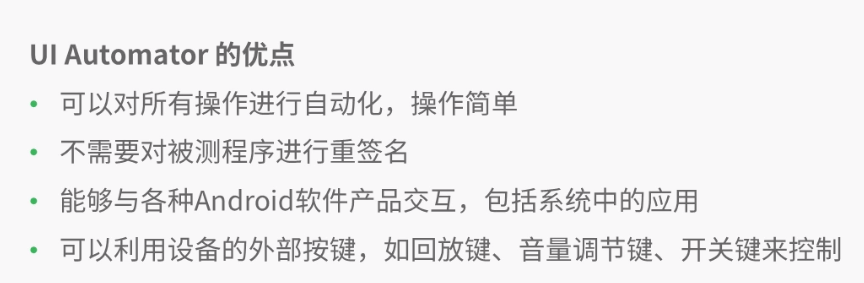 UI Automator 的优点
• 可以对所有操作进行自动化，操作简单
• 不需要对被测程序进行重签名
• 能够与各种Android软件产品交互，包括系统中的应用
• 可以利用设备的外部按键，如回放键、音量调节键、开关键来控制